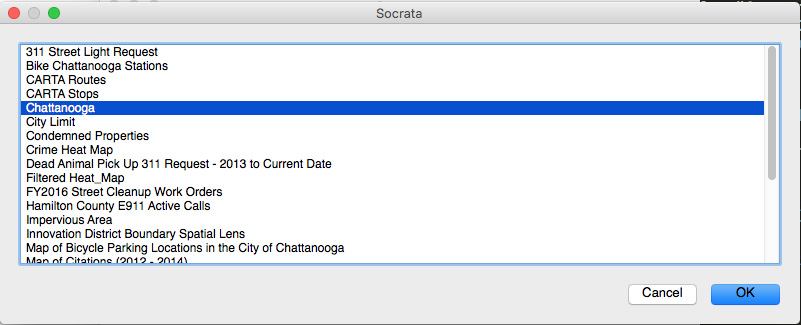 Socrata
311 Street Light Request
Bike Chattanooga Stations
CARTA Routes
CARTA Stops
Chattanooga
City Limit
Condemned Properties
Crime Heat Map
Dead Animal Pick Up 311 Request - 2013 to Current Date
Filtered Heat_Map
FY2016 Street Cleanup Work Orders
Hamilton County E911 Active Calls
Impervious Area
Innovation District Boundary Spatial Lens
Map of Bicycle Parking Locations in the City of Chattanooga
Map of Citations (2012 - 2014)
Cancel OK